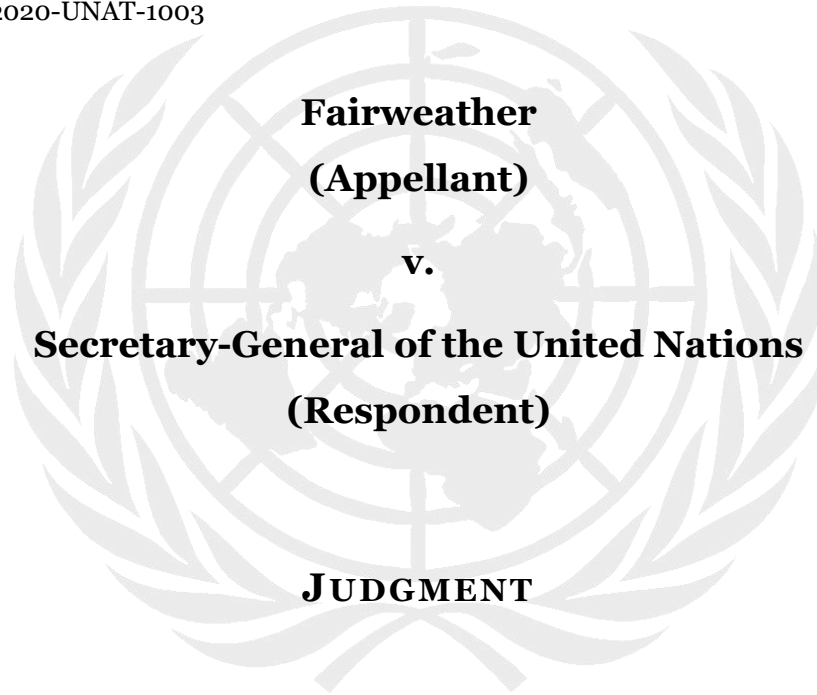 2020-UNAT-1003
Fairweather
(Appellant)
v.
Secretary-General of the United Nations
(Respondent)
JUDGMENT